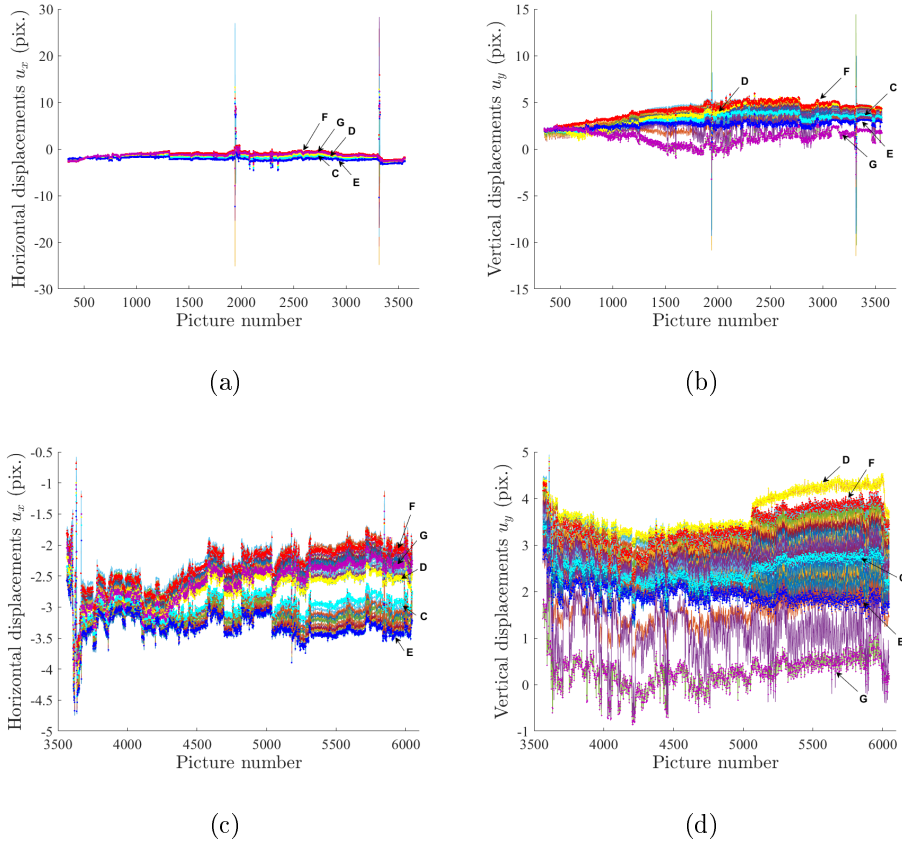 30
20
10
0
-10
-20
-30
500
1000
1500
2000
2500
3000
3500
Horizontal displacements u_x (pix.)
Picture number
F
G
D
C
E
(a)
15
10
5
0
-5
-10
-15
500
1000
1500
2000
2500
3000
3500
Vertical displacements u_y (pix.)
Picture number
D
F
C
E
G
(b)
-0.5
-1
-1.5
-2
-2.5
-3
-3.5
-4
-4.5
-5
3500
4000
4500
5000
5500
6000
Horizontal displacements u_x (pix.)
Picture number
F
G
D
C
E
(c)
5
4
3
2
1
0
-1
3500
4000
4500
5000
5500
6000
Vertical displacements u_y (pix.)
Picture number
D
F
G
(d)